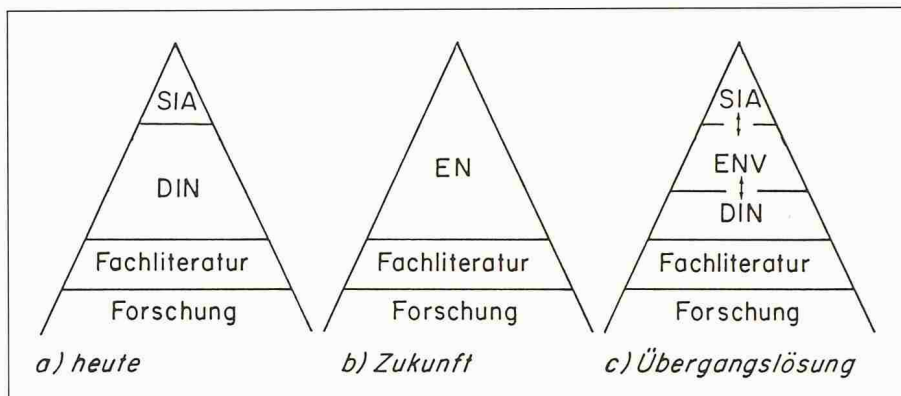 SIA
DIN
Fachliteratur
Forschung
a) heute
EN
Fachliteratur
Forschung
b) Zukunft
SIA
ENV
DIN
Fachliteratur
Forschung
c) Übergangslösung